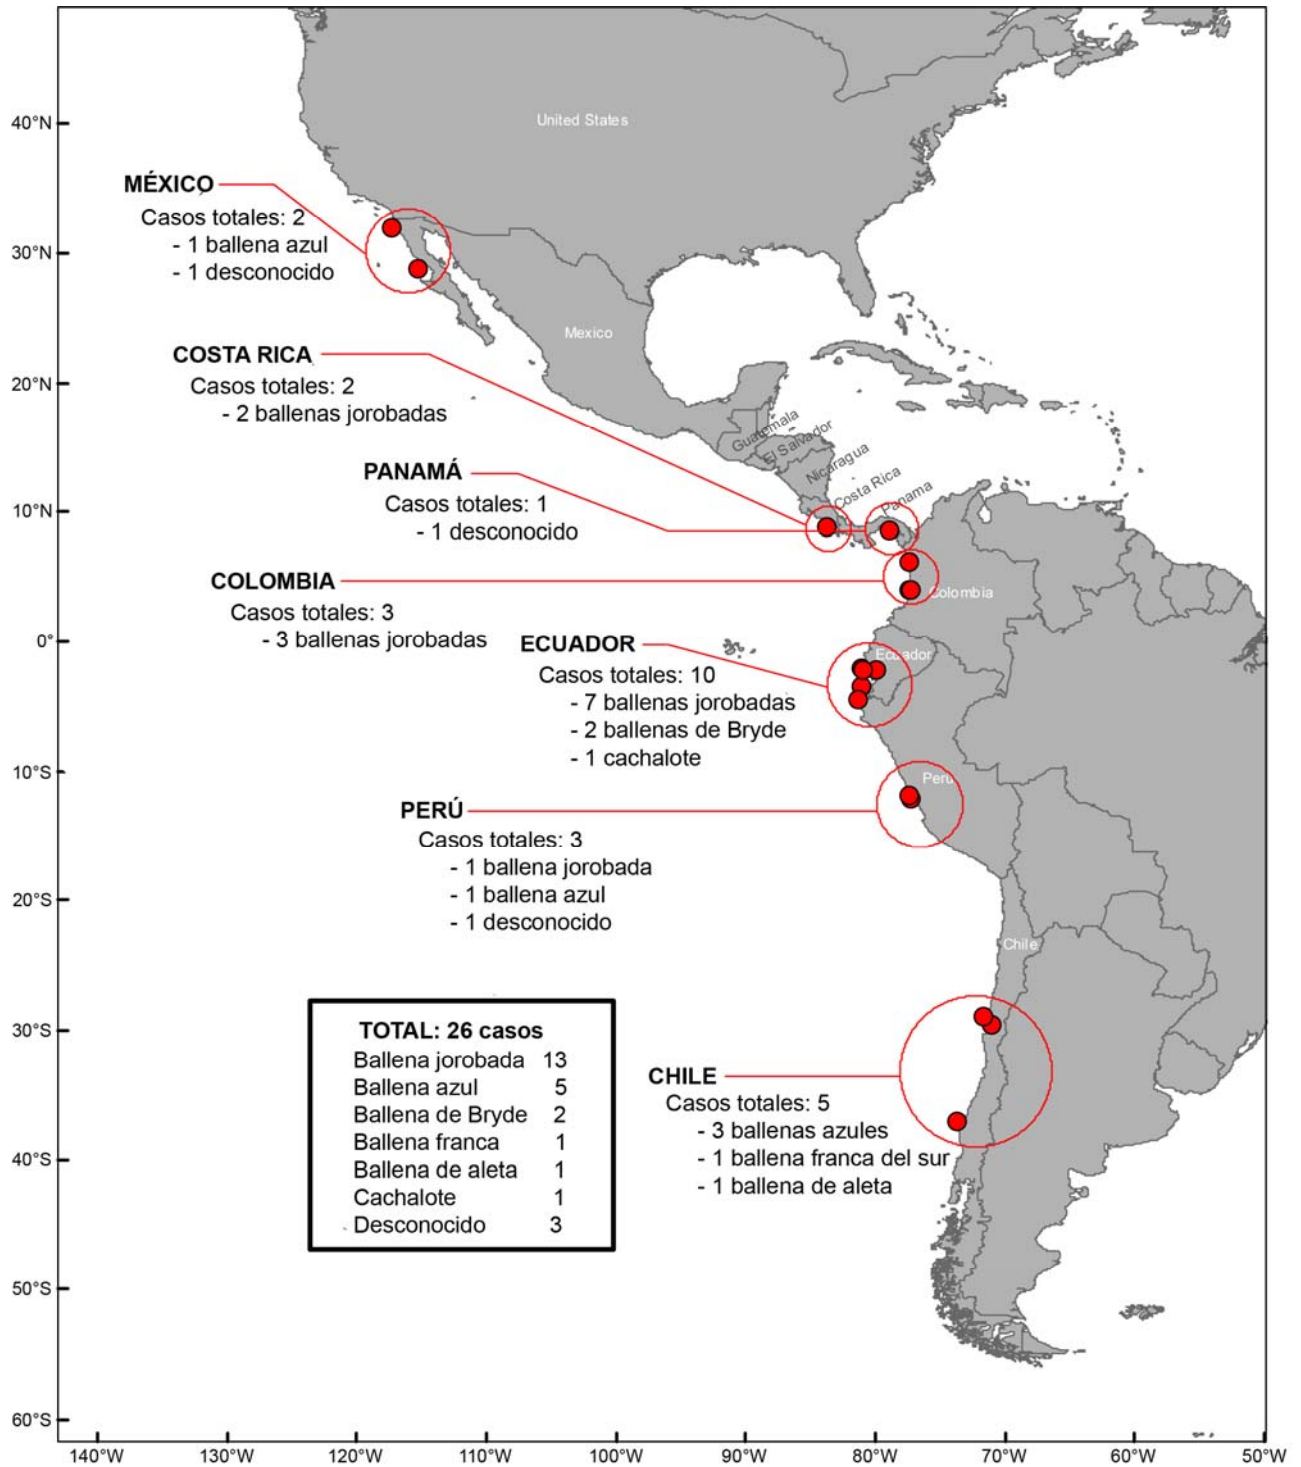 40°N
30°N
20°N
10°N
0°
10°S
20°S
30°S
40°S
50°S
60°S
140°W
130°W
120°W
110°W
100°W
90°W
80°W
70°W
60°W
50°W
United States
Mexico
Guatemala
El Salvador
Nicaragua
Costa Rica
Panama
Colombia
Ecuador
Peru
Chile
MÉXICO
Casos totales: 2
- 1 ballena azul
- 1 desconocido
COSTA RICA
Casos totales: 2
- 2 ballenas jorobadas
PANAMÁ
Casos totales: 1
- 1 desconocido
COLOMBIA
Casos totales: 3
- 3 ballenas jorobadas
ECUADOR
Casos totales: 10
- 7 ballenas jorobadas
- 2 ballenas de Bryde
- 1 cachalote
PERÚ
Casos totales: 3
- 1 ballena jorobada
- 1 ballena azul
- 1 desconocido
CHILE
Casos totales: 5
- 3 ballenas azules
- 1 ballena franca del sur
- 1 ballena de aleta
TOTAL: 26 casos
Ballena jorobada 13
Ballena azul 5
Ballena de Bryde 2
Ballena franca 1
Ballena de aleta 1
Cachalote 1
Desconocido 3